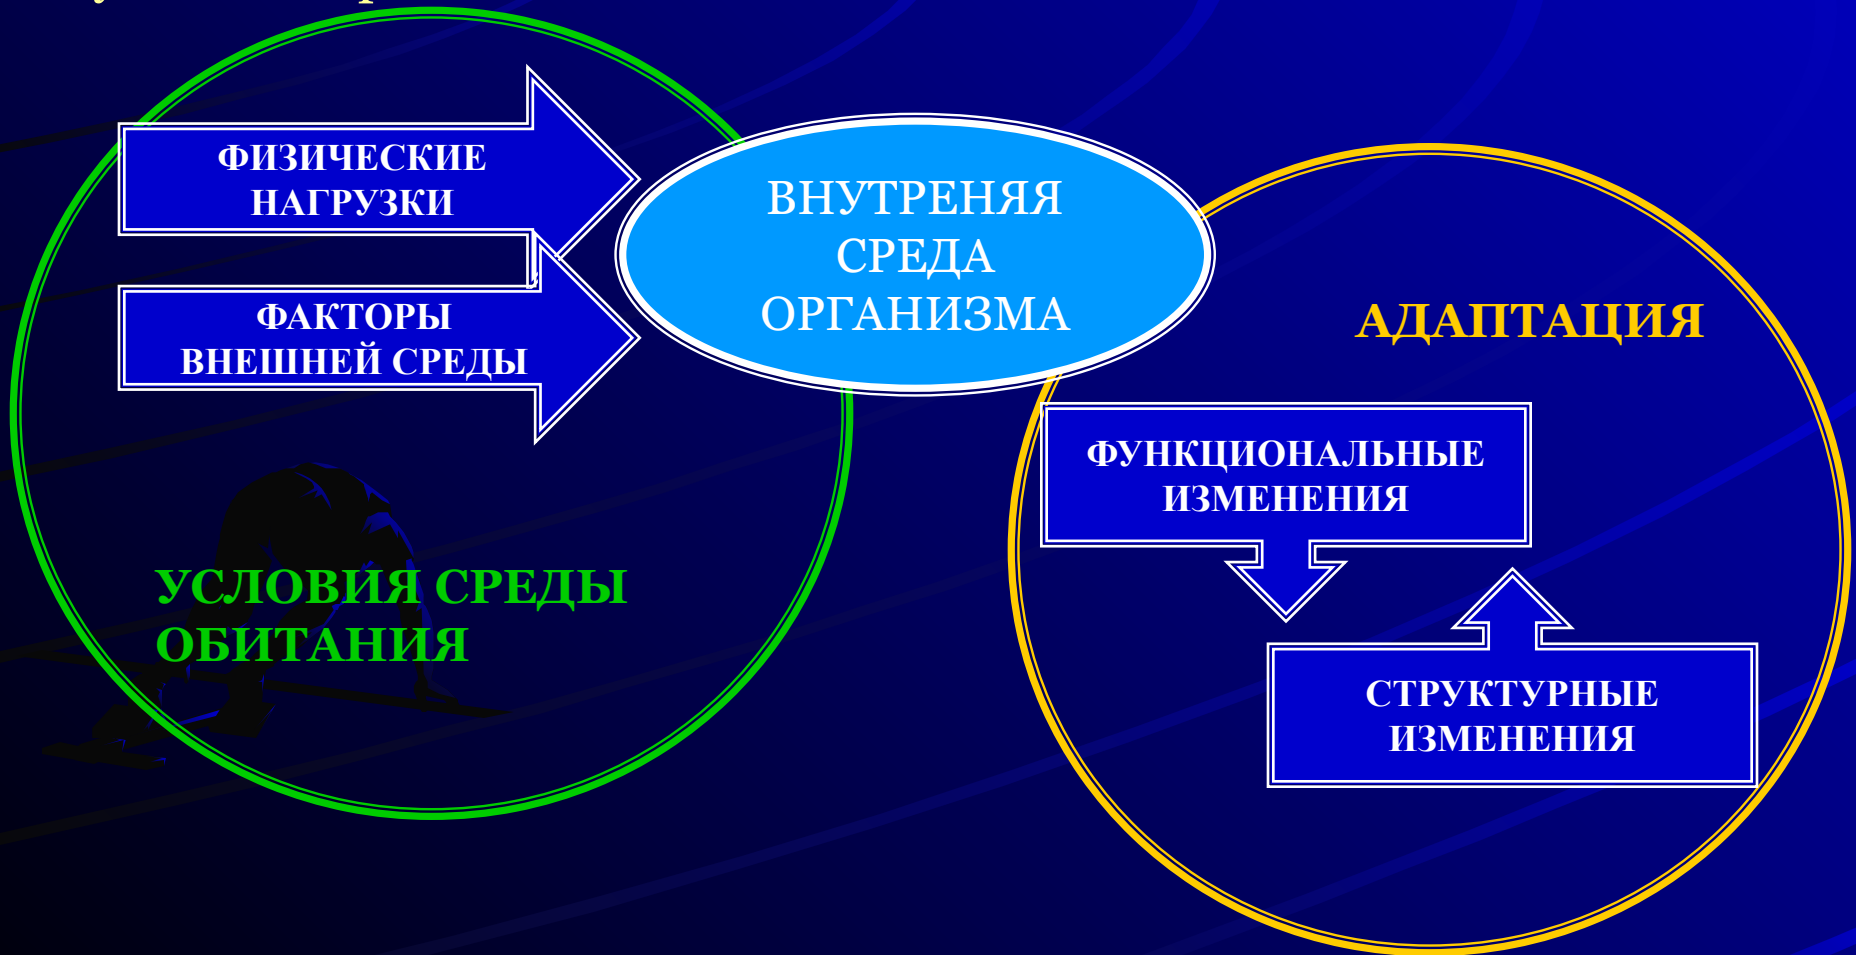 ФИЗИЧЕСКИЕ
НАГРУЗКИ
ФАКТОРЫ
ВНЕШНЕЙ СРЕДЫ
ВНУТРЕНЯЯ
СРЕДА
ОРГАНИЗМА
УСЛОВИЯ СРЕДЫ
ОБИТАНИЯ
АДАПТАЦИЯ
ФУНКЦИОНАЛЬНЫЕ
ИЗМЕНЕНИЯ
СТРУКТУРНЫЕ
ИЗМЕНЕНИЯ